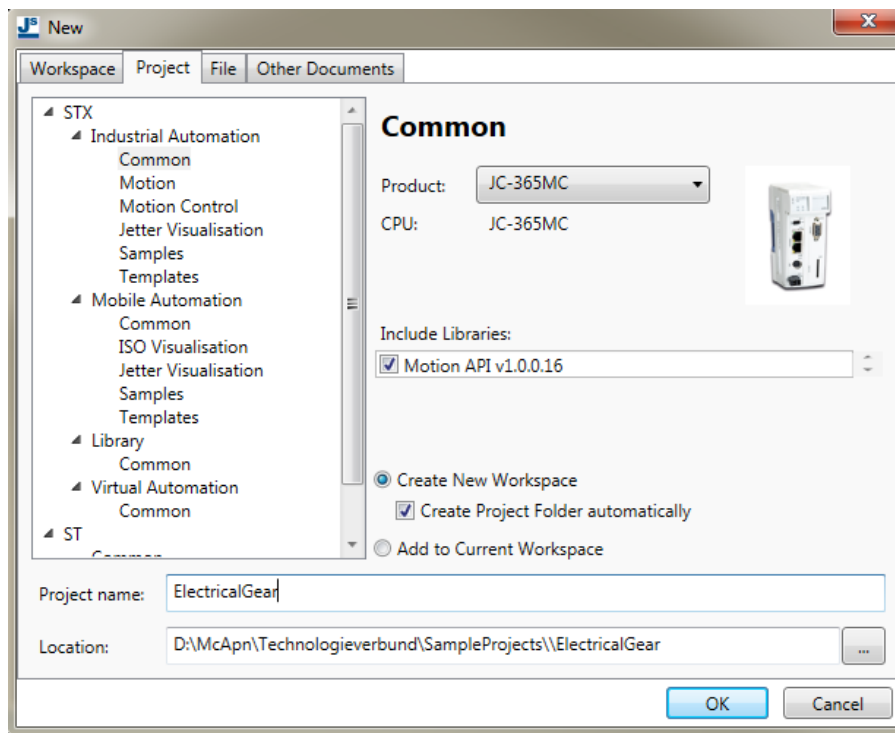 JS New
Workspace Project File Other Documents
STX
Industrial Automation
Common
Motion
Motion Control
Jetter Visualisation
Samples
Templates
Mobile Automation
Common
ISO Visualisation
Jetter Visualisation
Samples
Templates
Library
Common
Virtual Automation
Common
ST
Common
Common
Product: JC-365MC
CPU: JC-365MC
Include Libraries:
Motion API v1.0.0.16
Create New Workspace
Create Project Folder automatically
Add to Current Workspace
Project name: ElectricalGear
Location: D:\McApn\Technologieverbund\SampleProjects\\ElectricalGear ...
OK Cancel